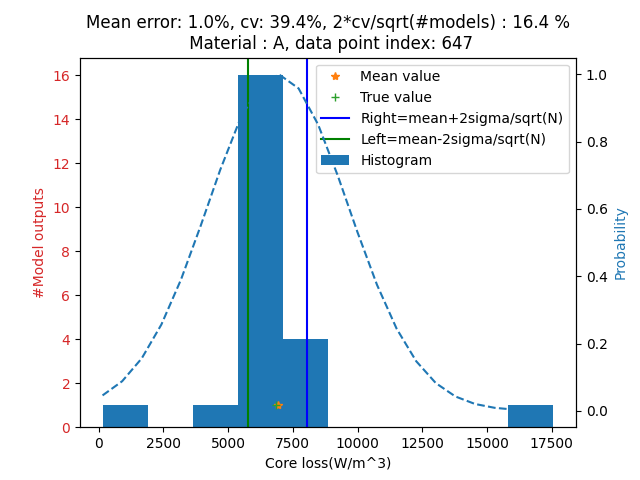 Mean error: 1.0%, cv: 39.4%, 2*cv/sqrt(#models) : 16.4 %
Material : A, data point index: 647
Mean value
True value
Right=mean+2sigma/sqrt(N)
Left=mean-2sigma/sqrt(N)
Histogram
#Model outputs
16
14
12
10
8
6
4
2
0
1.0
0.8
0.6
0.4
0.2
0.0
Probability
0 2500 5000 7500 10000 12500 15000 17500
Core loss(W/m^3)